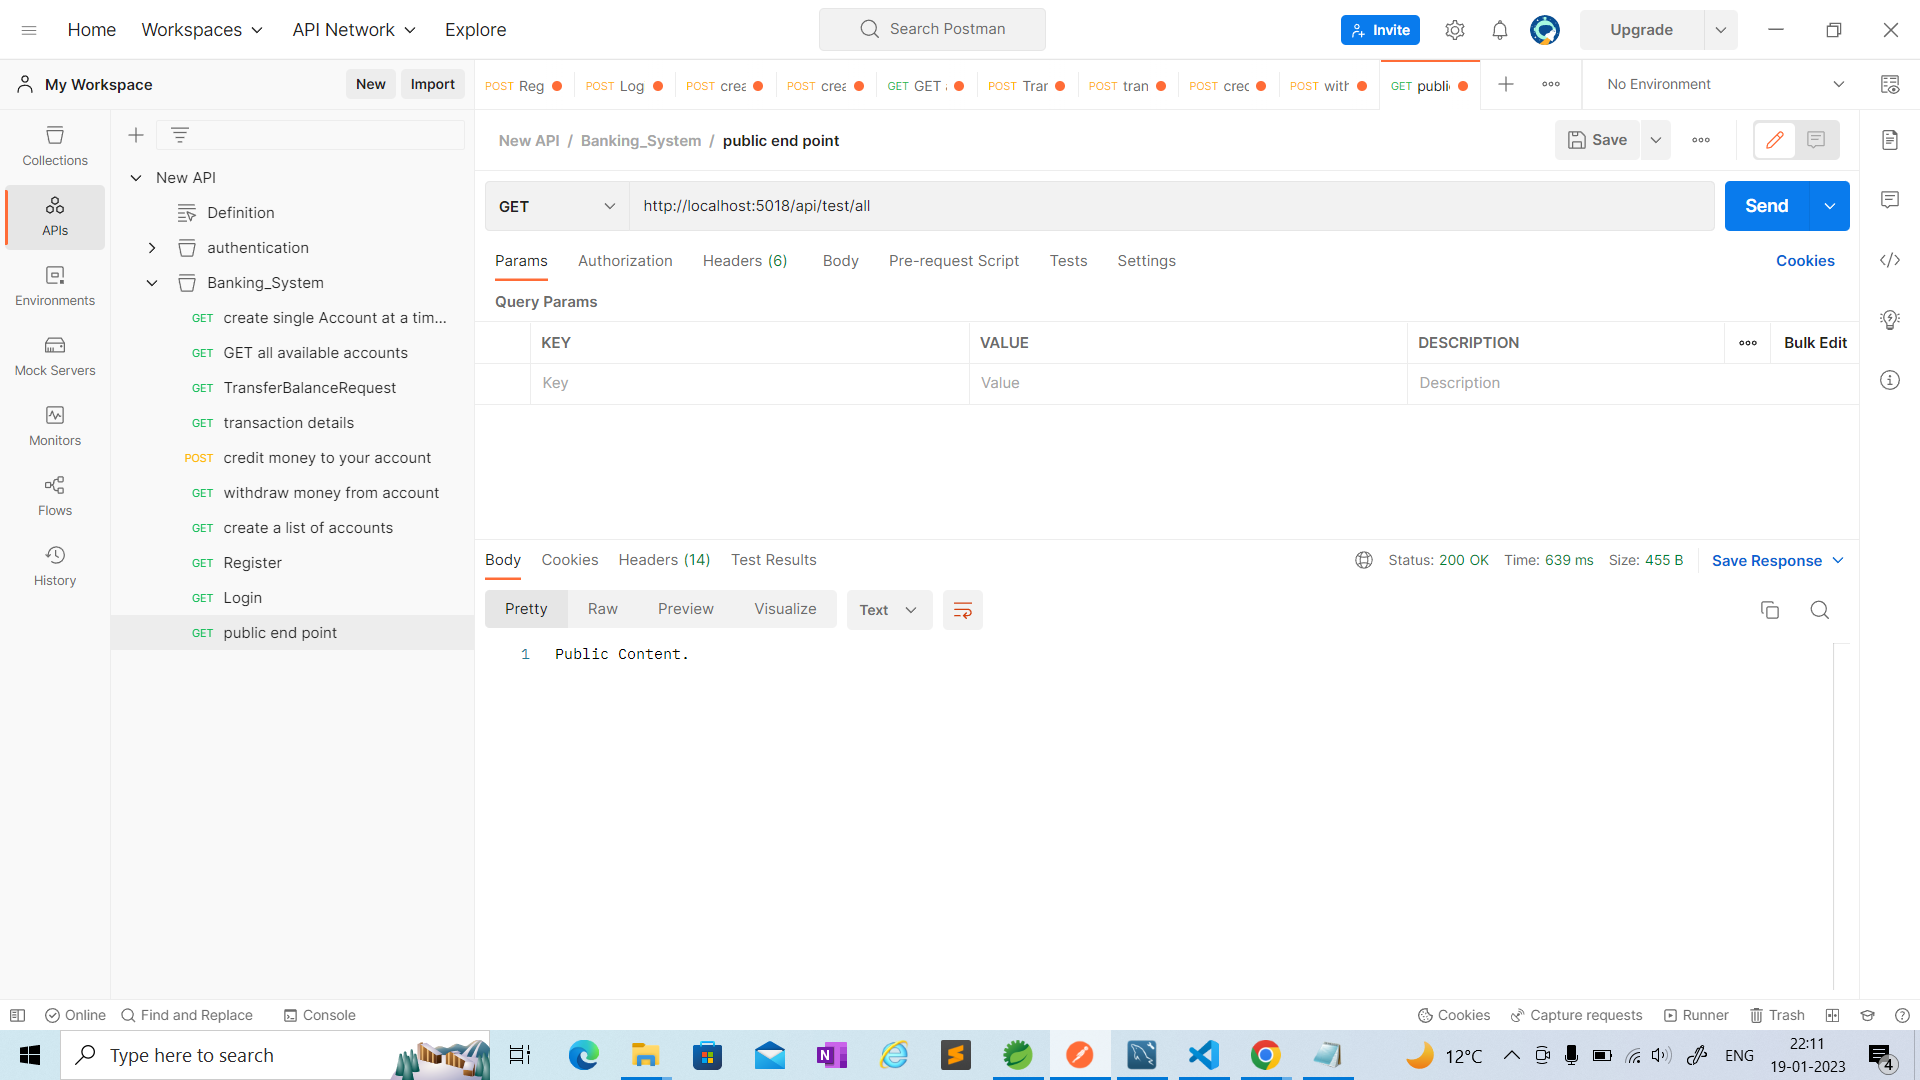 Home Workspaces API Network Explore Search Postman Invite Upgrade
My Workspace New Import
POST Reg POST Log POST crea POST crea GET GET POST Trar POST tran POST crec POST with GET publi No Environment
Collections
APIs
Environments
Mock Servers
Monitors
Flows
History
New API
Definition
authentication
Banking_System
GET create single Account at a tim...
GET GET all available accounts
GET TransferBalanceRequest
GET transaction details
POST credit money to your account
GET withdraw money from account
GET create a list of accounts
GET Register
GET Login
GET public end point
New API / Banking_System / public end point Save
GET http://localhost:5018/api/test/all Send
Params Authorization Headers (6) Body Pre-request Script Tests Settings Cookies
Query Params
KEY VALUE DESCRIPTION Bulk Edit
Key Value Description
Body Cookies Headers (14) Test Results Status: 200 OK Time: 639 ms Size: 455 B Save Response
Pretty Raw Preview Visualize Text
1 Public Content.
Online Find and Replace Console Cookies Capture requests Runner Trash
Type here to search 12°C ENG 22:11
19-01-2023 4